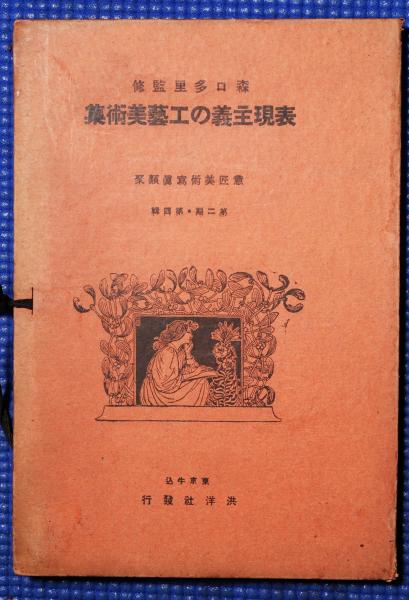 森口多里監修
表現主義の工藝美術集
意匠美術寫眞類聚
第二期・第四輯
東京牛込
洪洋社發行